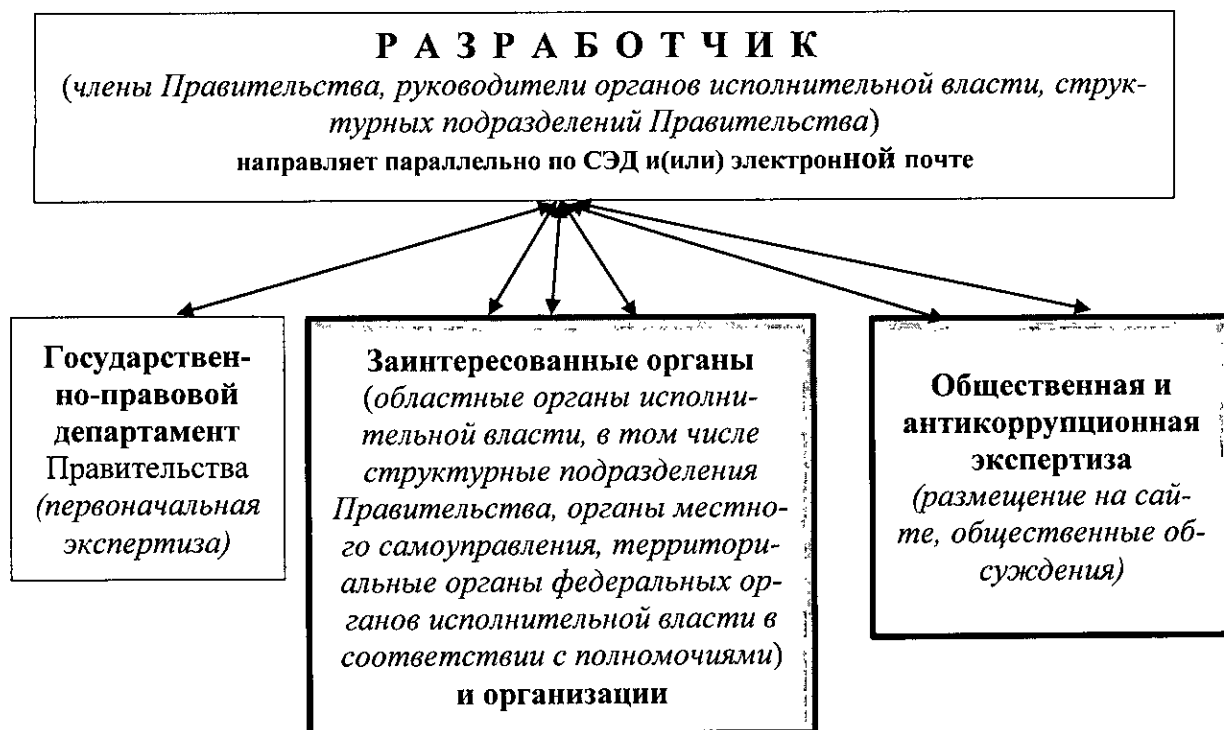 Р А З Р А Б О Т Ч И К
(члены Правительства, руководители органов исполнительной власти, струк-
турных подразделений Правительства)
направляет параллельно по СЭД и(или) электронной почте
Государствен-
но-правовой
департамент
Правительства
(первоначальная
экспертиза)
Заинтересованные органы
(областные органы исполни-
тельной власти, в том числе
структурные подразделения
Правительства, органы местно-
го самоуправления, территори-
альные органы федеральных ор-
ганов исполнительной власти в
соответствии с полномочиями)
и организации
Общественная и
антикоррупционная
экспертиза
(размещение на сай-
те, общественные об-
суждения)